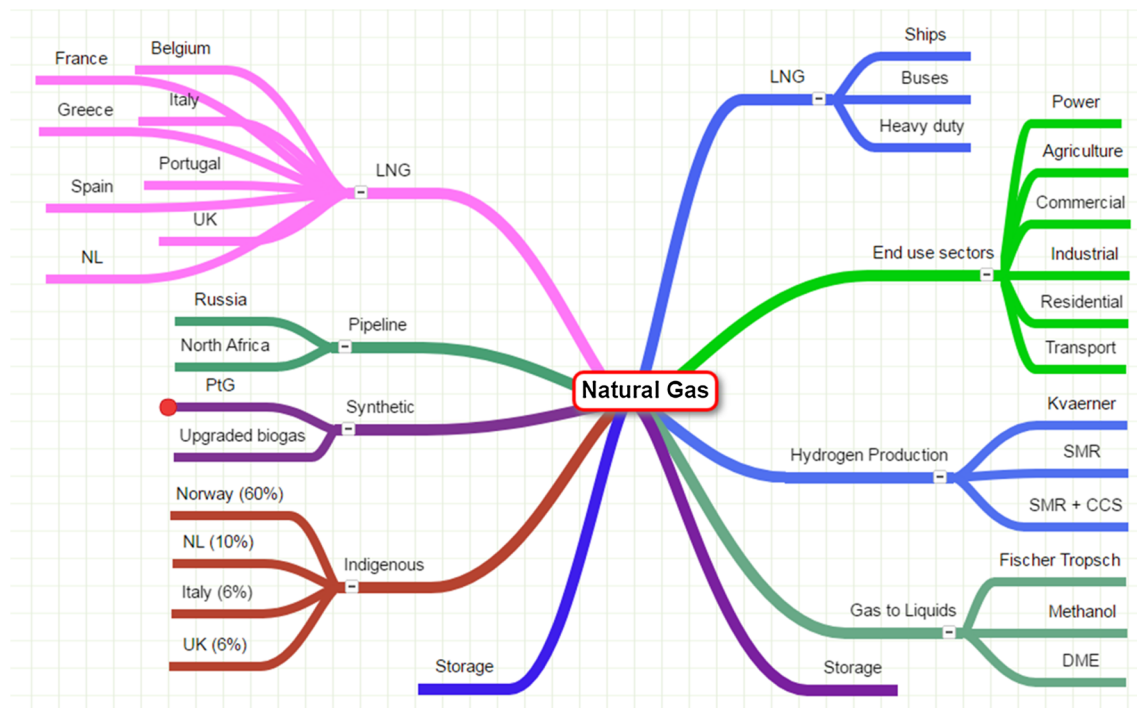 Belgium
France
Italy
Greece
Portugal
Spain
UK
NL
LNG
Russia
North Africa
Pipeline
PtG
Upgraded biogas
Synthetic
Norway (60%)
NL (10%)
Italy (6%)
UK (6%)
Indigenous
Storage
Natural Gas
LNG
Ships
Buses
Heavy duty
End use sectors
Power
Agriculture
Commercial
Industrial
Residential
Transport
Hydrogen Production
Kvaerner
SMR
SMR + CCS
Gas to Liquids
Fischer Tropsch
Methanol
DME
Storage